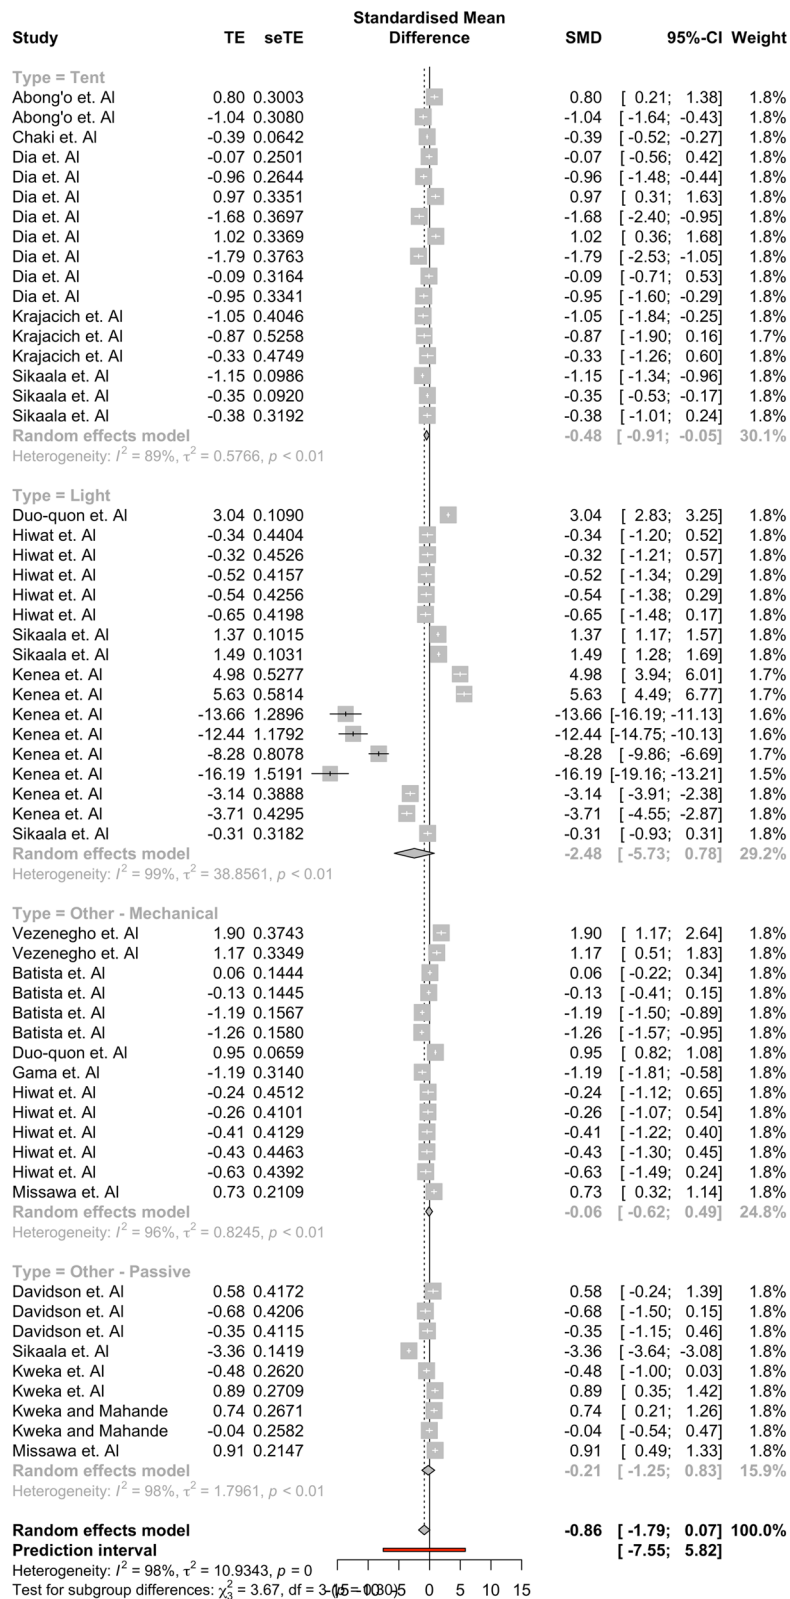 Standardised Mean
Study TE seTE Difference SMD 95%-CI Weight
Type = Tent
Abong'o et. Al 0.80 0.3003 0.80 [ 0.21; 1.38] 1.8%
Abong'o et. Al -1.04 0.3080 -1.04 [ -1.64; -0.43] 1.8%
Chaki et. Al -0.39 0.0642 -0.39 [ -0.52; -0.27] 1.8%
Dia et. Al -0.07 0.2501 -0.07 [ -0.56; 0.42] 1.8%
Dia et. Al -0.96 0.2644 -0.96 [ -1.48; -0.44] 1.8%
Dia et. Al 0.97 0.3351 0.97 [ 0.31; 1.63] 1.8%
Dia et. Al -1.68 0.3697 -1.68 [ -2.40; -0.95] 1.8%
Dia et. Al 1.02 0.3369 1.02 [ 0.36; 1.68] 1.8%
Dia et. Al -1.79 0.3763 -1.79 [ -2.53; -1.05] 1.8%
Dia et. Al -0.09 0.3164 -0.09 [ -0.71; 0.53] 1.8%
Dia et. Al -0.95 0.3341 -0.95 [ -1.60; -0.29] 1.8%
Krajacich et. Al -1.05 0.4046 -1.05 [ -1.84; -0.25] 1.8%
Krajacich et. Al -0.87 0.5258 -0.87 [ -1.90; 0.16] 1.7%
Krajacich et. Al -0.33 0.4749 -0.33 [ -1.26; 0.60] 1.8%
Sikaala et. Al -1.15 0.0986 -1.15 [ -1.34; -0.96] 1.8%
Sikaala et. Al -0.35 0.0920 -0.35 [ -0.53; -0.17] 1.8%
Sikaala et. Al -0.38 0.3192 -0.38 [ -1.01; 0.24] 1.8%
Random effects model -0.48 [ -0.91; -0.05] 30.1%
Heterogeneity: I² = 89%, τ² = 0.5766, p < 0.01
Type = Light
Duo-quon et. Al 3.04 0.1090 3.04 [ 2.83; 3.25] 1.8%
Hiwat et. Al -0.34 0.4404 -0.34 [ -1.20; 0.52] 1.8%
Hiwat et. Al -0.32 0.4526 -0.32 [ -1.21; 0.57] 1.8%
Hiwat et. Al -0.52 0.4157 -0.52 [ -1.34; 0.29] 1.8%
Hiwat et. Al -0.54 0.4256 -0.54 [ -1.38; 0.29] 1.8%
Hiwat et. Al -0.65 0.4198 -0.65 [ -1.48; 0.17] 1.8%
Sikaala et. Al 1.37 0.1015 1.37 [ 1.17; 1.57] 1.8%
Sikaala et. Al 1.49 0.1031 1.49 [ 1.28; 1.69] 1.8%
Kenea et. Al 4.98 0.5277 4.98 [ 3.94; 6.01] 1.7%
Kenea et. Al 5.63 0.5814 5.63 [ 4.49; 6.77] 1.7%
Kenea et. Al -13.66 1.2896 -13.66 [-16.19; -11.13] 1.6%
Kenea et. Al -12.44 1.1792 -12.44 [-14.75; -10.13] 1.6%
Kenea et. Al -8.28 0.8078 -8.28 [ -9.86; -6.69] 1.7%
Kenea et. Al -16.19 1.5191 -16.19 [-19.16; -13.21] 1.5%
Kenea et. Al -3.14 0.3888 -3.14 [ -3.91; -2.38] 1.8%
Kenea et. Al -3.71 0.4295 -3.71 [ -4.55; -2.87] 1.8%
Sikaala et. Al -0.31 0.3182 -0.31 [ -0.93; 0.31] 1.8%
Random effects model -2.48 [ -5.73; 0.78] 29.2%
Heterogeneity: I² = 99%, τ² = 38.8561, p < 0.01
Type = Other - Mechanical
Vezenegho et. Al 1.90 0.3743 1.90 [ 1.17; 2.64] 1.8%
Vezenegho et. Al 1.17 0.3349 1.17 [ 0.51; 1.83] 1.8%
Batista et. Al 0.06 0.1444 0.06 [ -0.22; 0.34] 1.8%
Batista et. Al -0.13 0.1445 -0.13 [ -0.41; 0.15] 1.8%
Batista et. Al -1.19 0.1567 -1.19 [ -1.50; -0.89] 1.8%
Batista et. Al -1.26 0.1580 -1.26 [ -1.57; -0.95] 1.8%
Duo-quon et. Al 0.95 0.0659 0.95 [ 0.82; 1.08] 1.8%
Gama et. Al -1.19 0.3140 -1.19 [ -1.81; -0.58] 1.8%
Hiwat et. Al -0.24 0.4512 -0.24 [ -1.12; 0.65] 1.8%
Hiwat et. Al -0.26 0.4101 -0.26 [ -1.07; 0.54] 1.8%
Hiwat et. Al -0.41 0.4129 -0.41 [ -1.22; 0.40] 1.8%
Hiwat et. Al -0.43 0.4463 -0.43 [ -1.30; 0.45] 1.8%
Hiwat et. Al -0.63 0.4392 -0.63 [ -1.49; 0.24] 1.8%
Missawa et. Al 0.73 0.2109 0.73 [ 0.32; 1.14] 1.8%
Random effects model -0.06 [ -0.62; 0.49] 24.8%
Heterogeneity: I² = 96%, τ² = 0.8245, p < 0.01
Type = Other - Passive
Davidson et. Al 0.58 0.4172 0.58 [ -0.24; 1.39] 1.8%
Davidson et. Al -0.68 0.4206 -0.68 [ -1.50; 0.15] 1.8%
Davidson et. Al -0.35 0.4115 -0.35 [ -1.15; 0.46] 1.8%
Sikaala et. Al -3.36 0.1419 -3.36 [ -3.64; -3.08] 1.8%
Kweka et. Al -0.48 0.2620 -0.48 [ -1.00; 0.03] 1.8%
Kweka et. Al 0.89 0.2709 0.89 [ 0.35; 1.42] 1.8%
Kweka and Mahande 0.74 0.2671 0.74 [ 0.21; 1.26] 1.8%
Kweka and Mahande -0.04 0.2582 -0.04 [ -0.54; 0.47] 1.8%
Missawa et. Al 0.91 0.2147 0.91 [ 0.49; 1.33] 1.8%
Random effects model -0.21 [ -1.25; 0.83] 15.9%
Heterogeneity: I² = 98%, τ² = 1.7961, p < 0.01
Random effects model -0.86 [ -1.79; 0.07] 100.0%
Prediction interval [ -7.55; 5.82]
Heterogeneity: I² = 98%, τ² = 10.9343, p = 0
Test for subgroup differences: χ²₃ = 3.67, df = 3 (p = 0.30)
-15 -10 -5 0 5 10 15